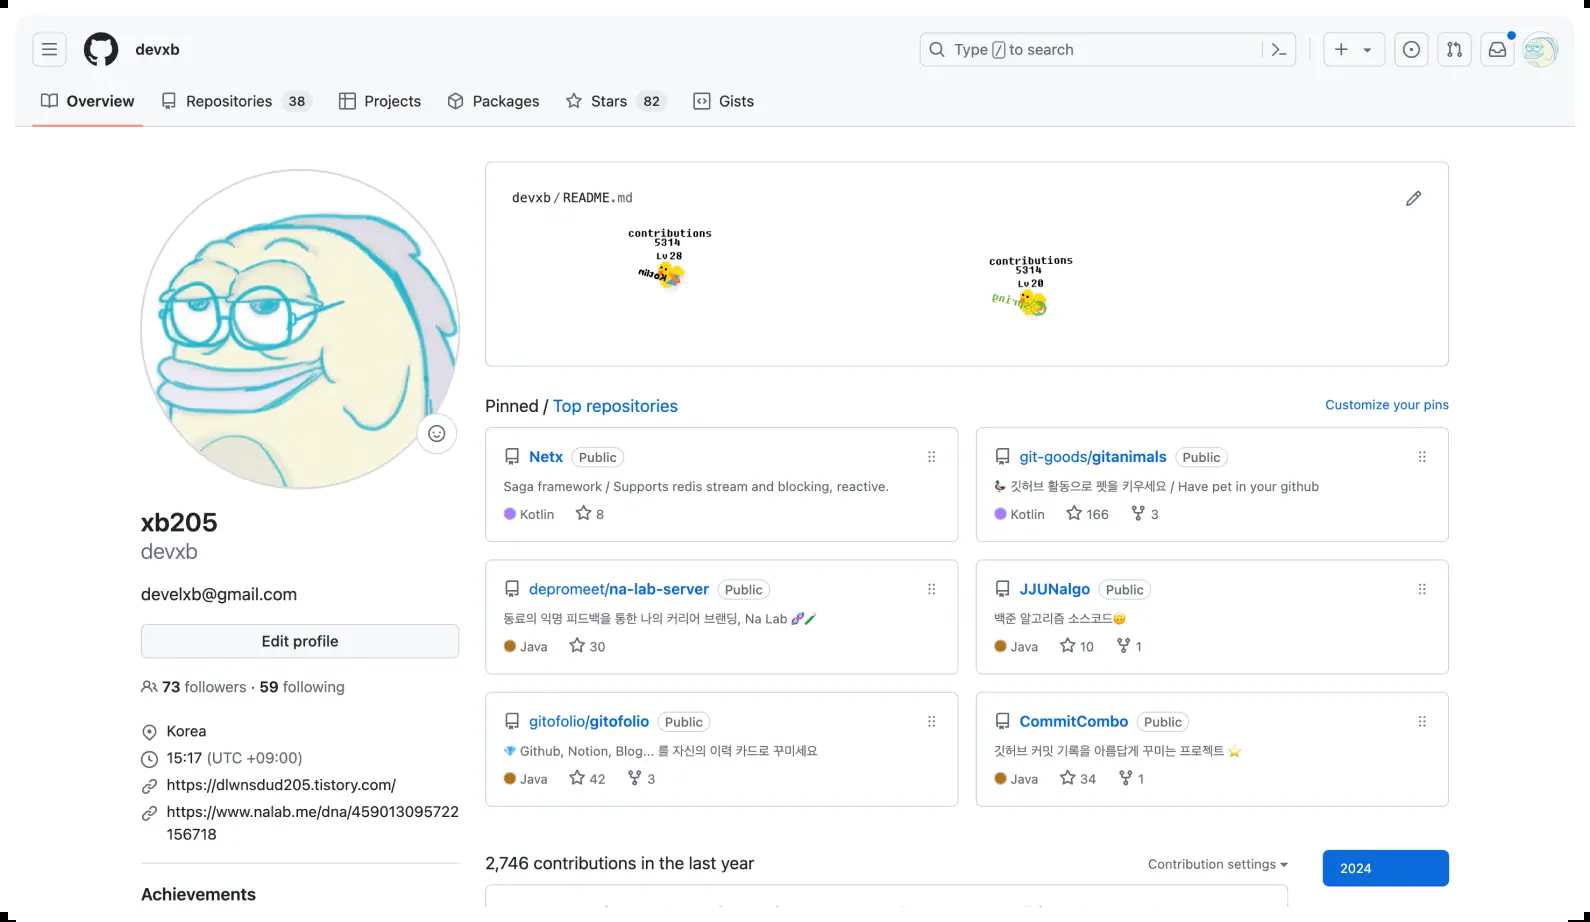 devxb
Type / to search
Overview
Repositories 38
Projects
Packages
Stars 82
Gists
devxb / README.md
contributions
5314
Lv 28
Kotlin
contributions
5314
Lv 20
Spring
xb205
devxb
develxb@gmail.com
Edit profile
73 followers · 59 following
Korea
15:17 (UTC +09:00)
https://dlwnsdud205.tistory.com/
https://www.nalab.me/dna/459013095722
156718
Achievements
Pinned / Top repositories
Customize your pins
Netx Public
Saga framework / Supports redis stream and blocking, reactive.
Kotlin 8
git-goods/gitanimals Public
깃허브 활동으로 펫을 키우세요 / Have pet in your github
Kotlin 166 3
depromeet/na-lab-server Public
동료의 익명 피드백을 통한 나의 커리어 브랜딩, Na Lab 🧬🧪
Java 30
JJUNalgo Public
백준 알고리즘 소스코드
Java 10 1
gitofolio/gitofolio Public
💎 Github, Notion, Blog... 를 자신의 이력 카드로 꾸미세요
Java 42 3
CommitCombo Public
깃허브 커밋 기록을 아름답게 꾸미는 프로젝트 ⭐
Java 34 1
2,746 contributions in the last year
Contribution settings
2024